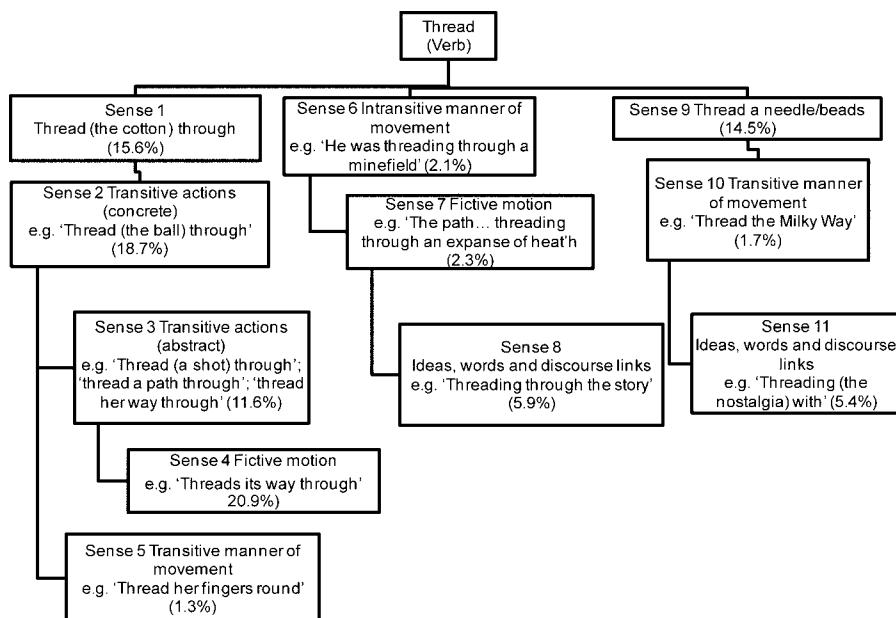 Thread
(Verb)
Sense 1
Thread (the cotton) through
(15.6%)
Sense 2 Transitive actions
(concrete)
e.g. ‘Thread (the ball) through’
(18.7%)
Sense 3 Transitive actions
(abstract)
e.g. ‘Thread (a shot) through’;
‘thread a path through’; ‘thread
her way through’ (11.6%)
Sense 4 Fictive motion
e.g. ‘Threads its way through’
20.9%)
Sense 5 Transitive manner of
movement
e.g. ‘Thread her fingers round’
(1.3%)
Sense 6 Intransitive manner of
movement
e.g. ‘He was threading through a
minefield’ (2.1%)
Sense 7 Fictive motion
e.g. ‘The path… threading
through an expanse of heat’h
(2.3%)
Sense 8
Ideas, words and discourse links
e.g. ‘Threading through the story’
(5.9%)
Sense 9 Thread a needle/beads
(14.5%)
Sense 10 Transitive manner
of movement
e.g. ‘Thread the Milky Way’
(1.7%)
Sense 11
Ideas, words and discourse
links
e.g. ‘Threading (the
nostalgia) with’ (5.4%)